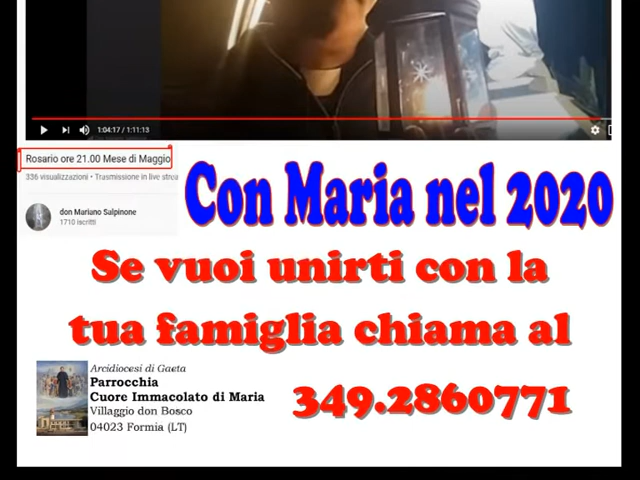 1:04:17 / 1:11:13
Rosario ore 21.00 Mese di Maggio
336 visualizzazioni • Trasmissione in live strea
don Mariano Salpinone
1710 iscritti
Con Maria nel 2020
Se vuoi unirti con la
tua famiglia chiama al
349.2860771
Arcidiocesi di Gaeta
Parrocchia
Cuore Immacolato di Maria
Villaggio don Bosco
04023 Formia (LT)